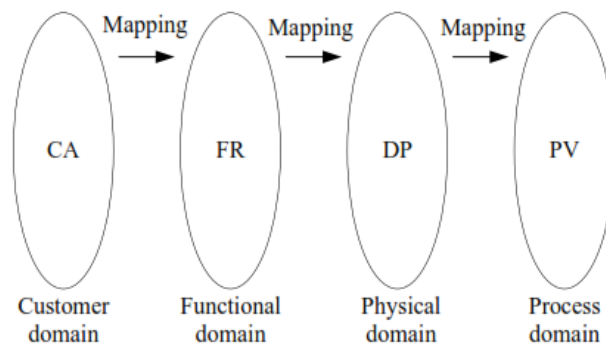 Mapping Mapping Mapping
CA FR DP PV
Customer Functional Physical Process
domain domain domain domain